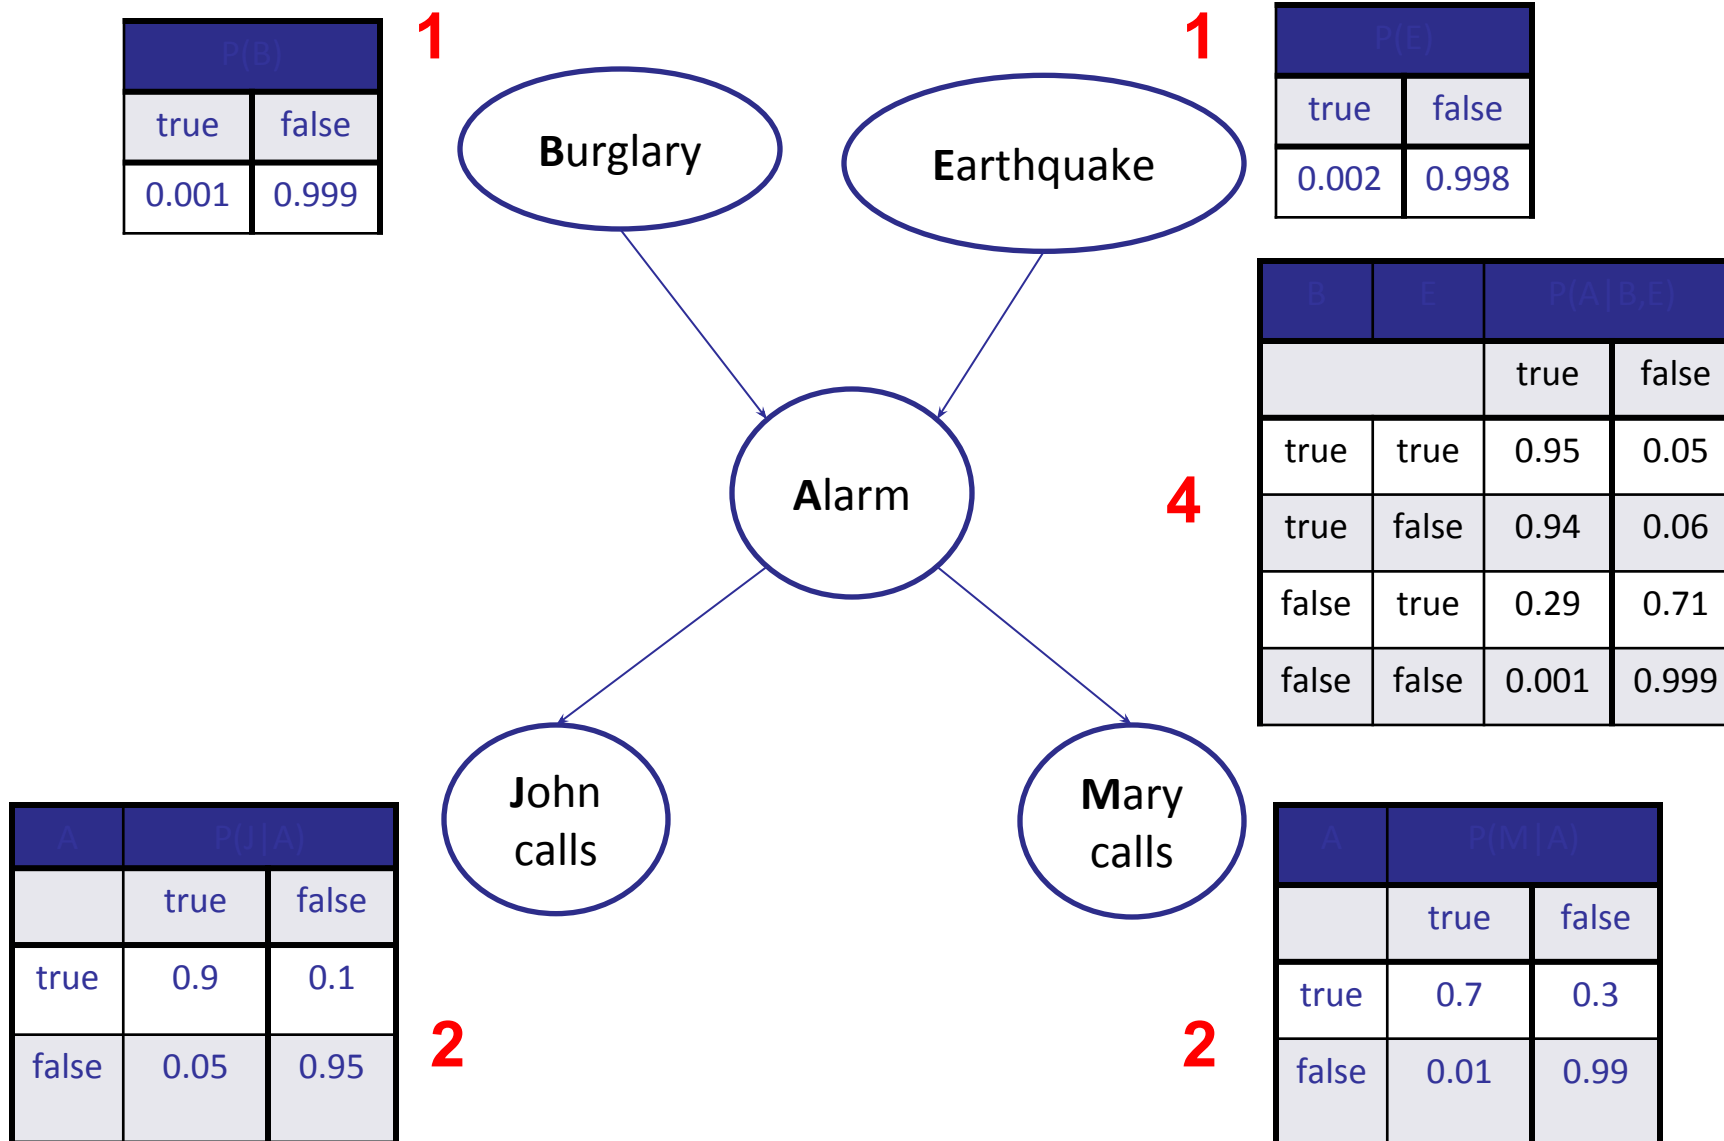 P(B)
true false
0.001 0.999
1
Burglary
Earthquake
1
P(E)
true false
0.002 0.998
B E P(A|B,E)
true false
true true 0.95 0.05
true false 0.94 0.06
false true 0.29 0.71
false false 0.001 0.999
4
Alarm
John
calls
Mary
calls
A P(J|A)
true false
true 0.9 0.1
false 0.05 0.95
2
2
A P(M|A)
true false
true 0.7 0.3
false 0.01 0.99